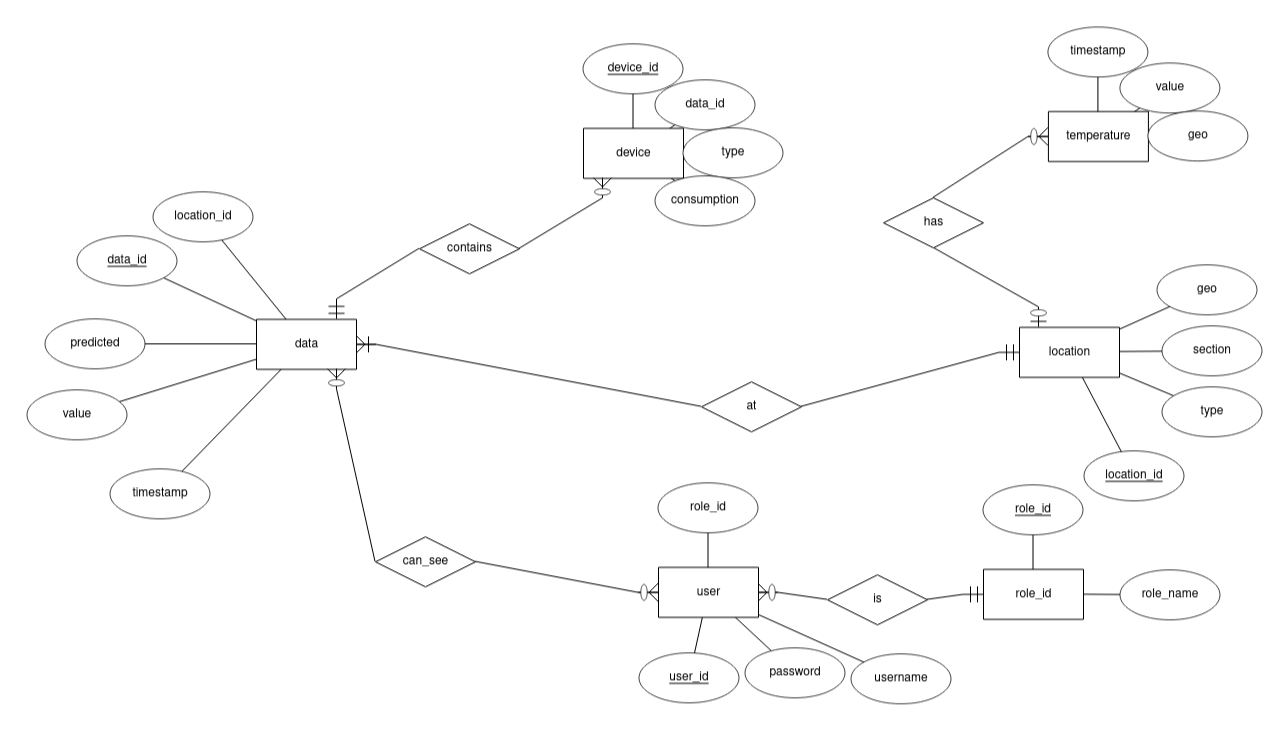 timestamp
device_id
value
data_id
temperature
geo
device
type
consumption
location_id
has
contains
data_id
geo
predicted
data
location
section
at
type
value
location_id
timestamp
role_id
role_id
can_see
user
is
role_id
role_name
user_id
password
username